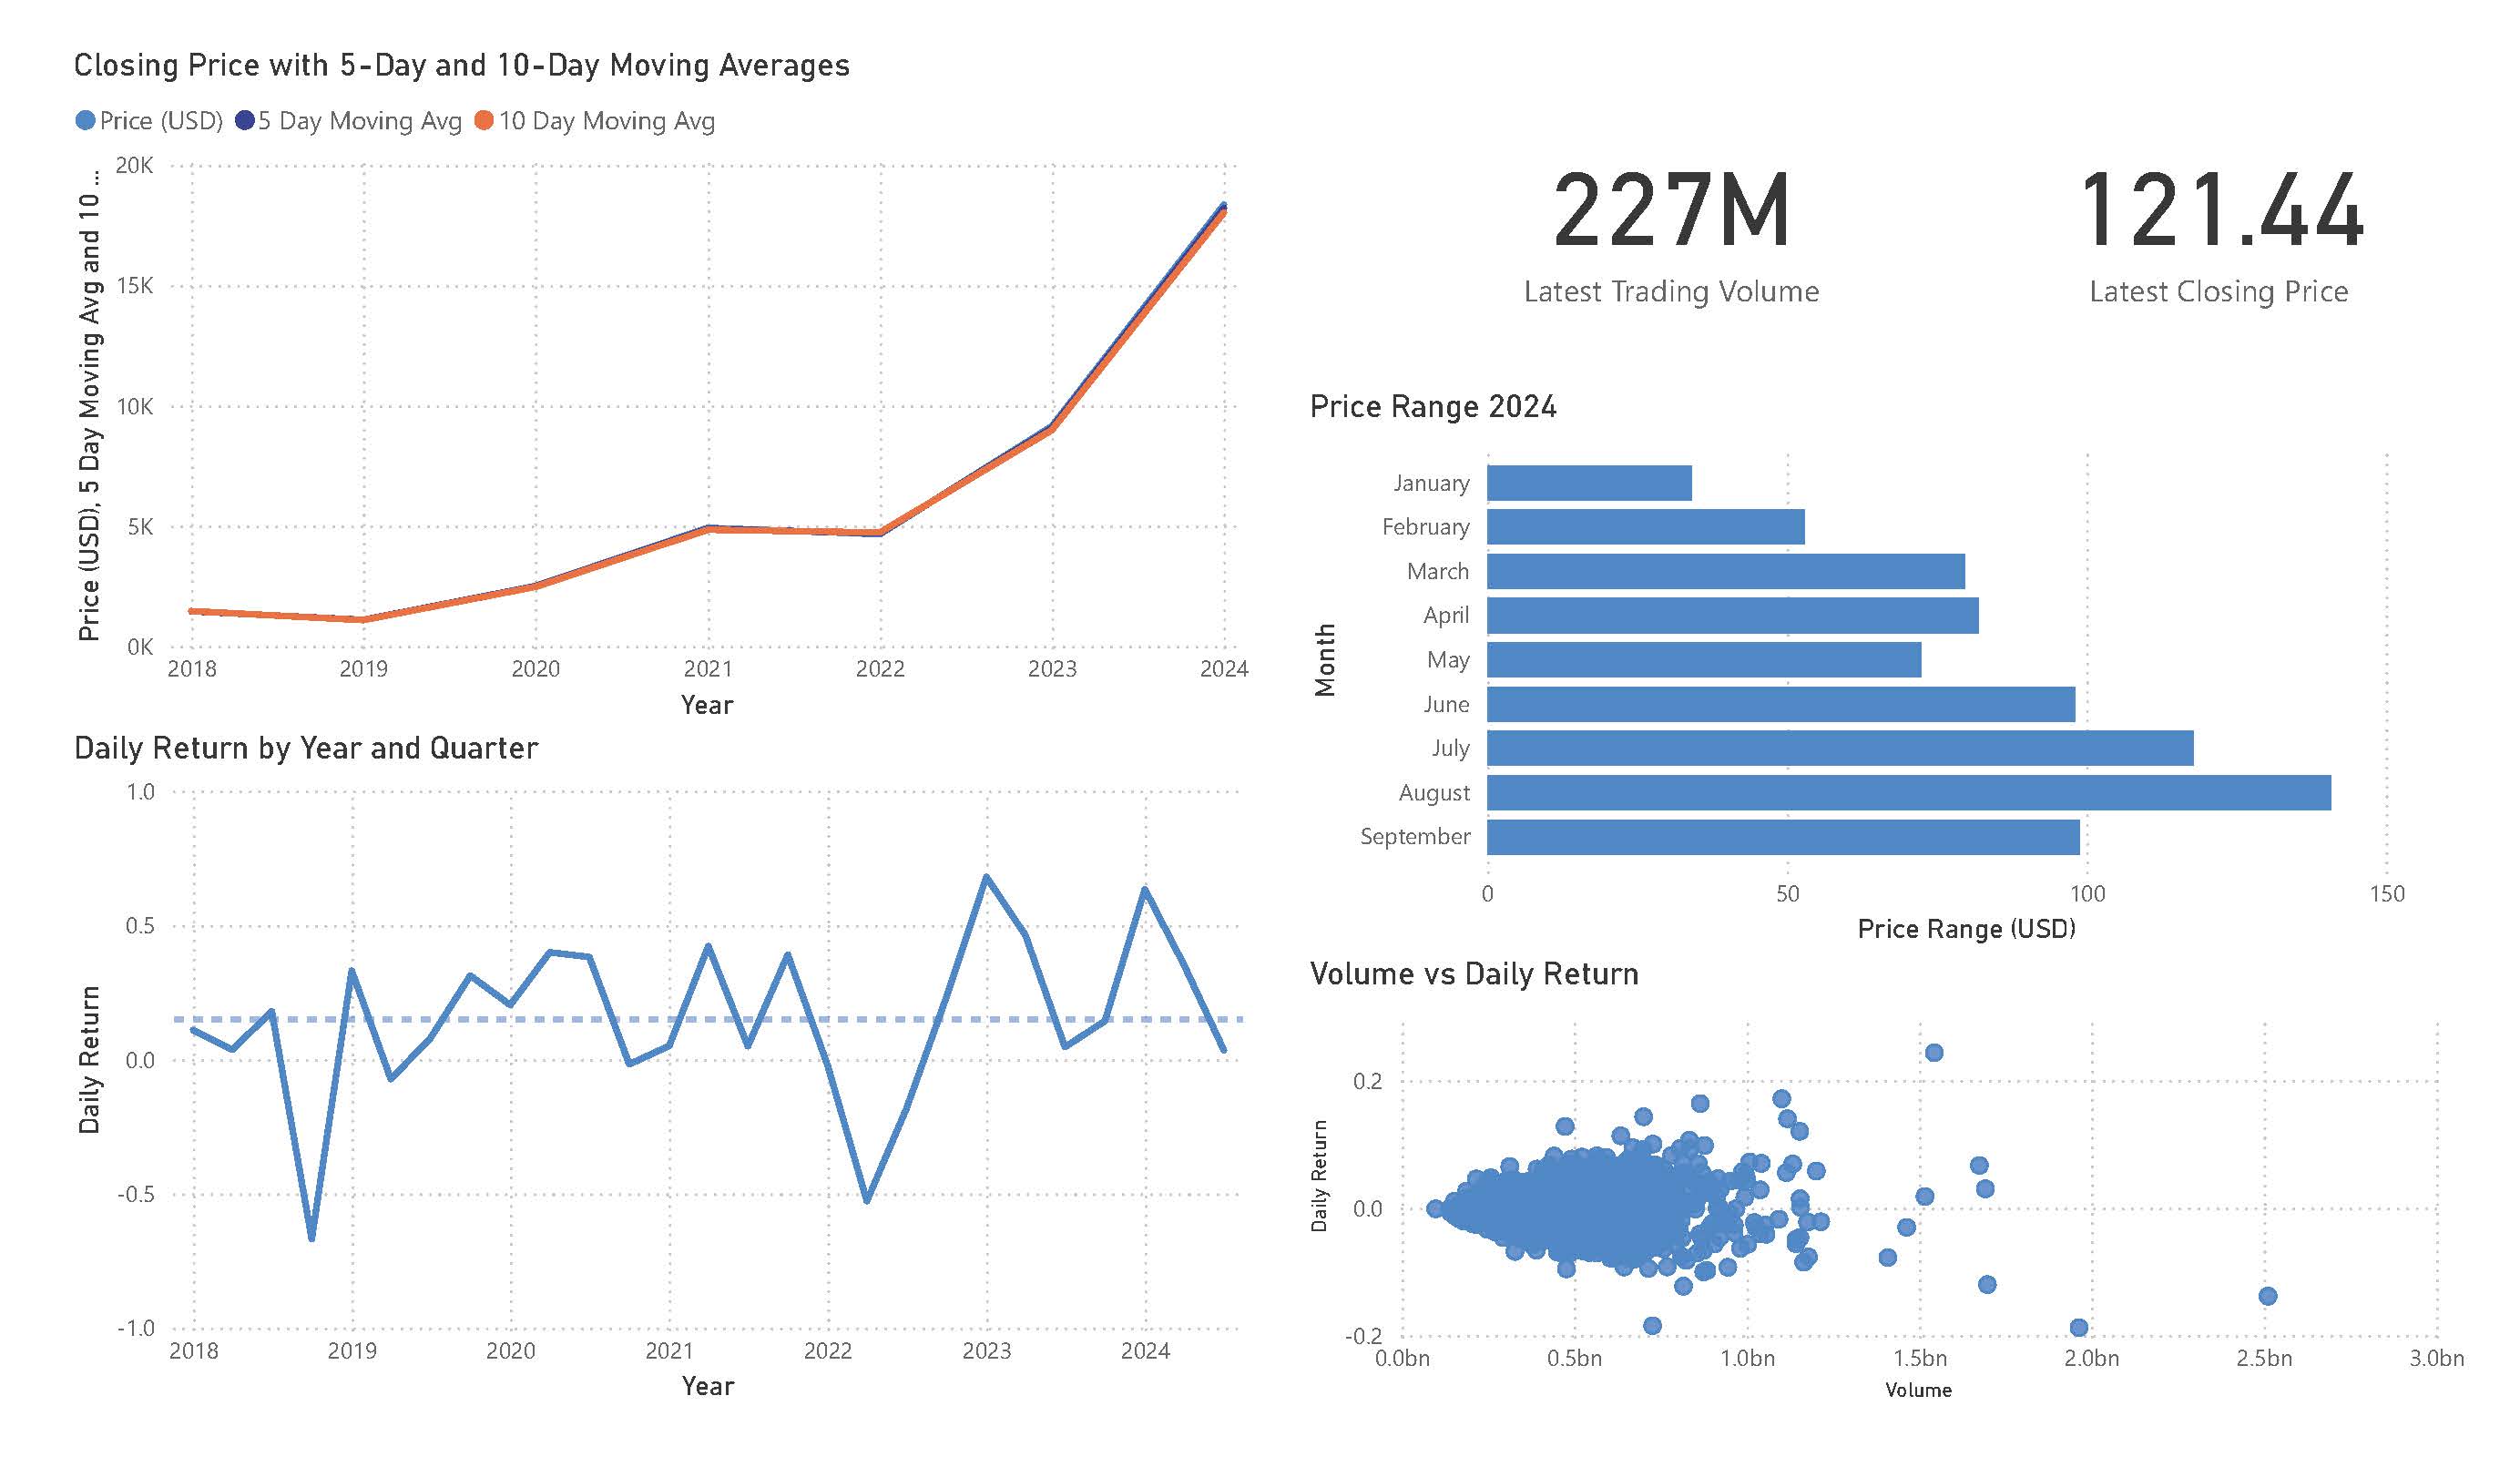 Closing Price with 5-Day and 10-Day Moving Averages
Price (USD) 5 Day Moving Avg 10 Day Moving Avg
Price (USD), 5 Day Moving Avg and 10 ...
20K
15K
10K
5K
0K
2018 2019 2020 2021 2022 2023 2024
Year
227M
Latest Trading Volume
121.44
Latest Closing Price
Daily Return by Year and Quarter
Daily Return
1.0
0.5
0.0
-0.5
-1.0
2018 2019 2020 2021 2022 2023 2024
Year
Price Range 2024
Month
January
February
March
April
May
June
July
August
September
0 50 100 150
Price Range (USD)
Volume vs Daily Return
Daily Return
0.2
0.0
-0.2
0.0bn 0.5bn 1.0bn 1.5bn 2.0bn 2.5bn 3.0bn
Volume